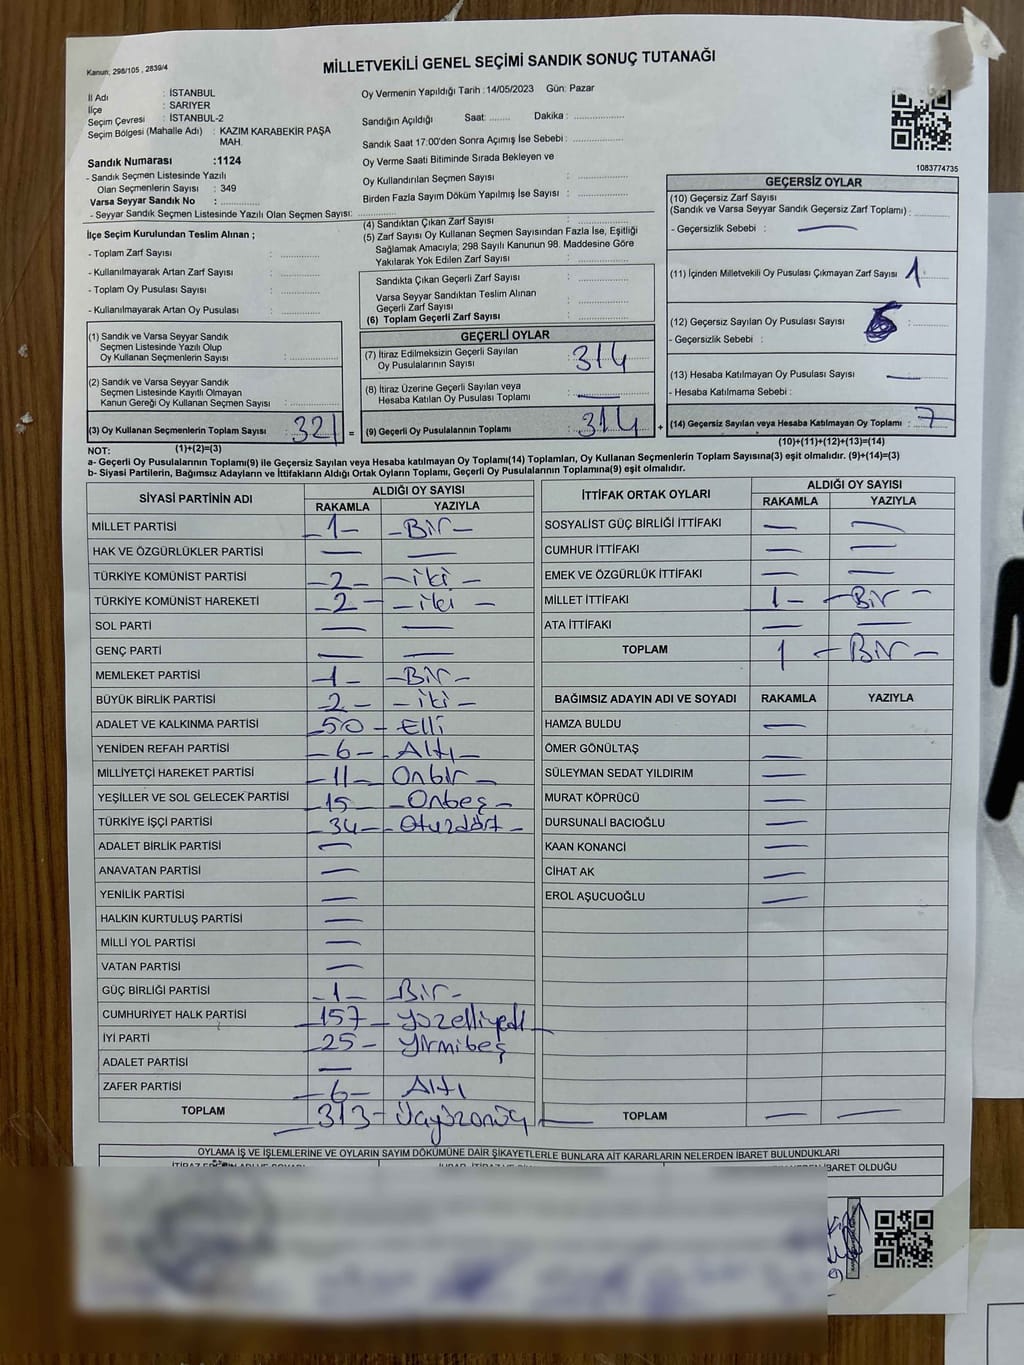 Kanun; 298/105 , 2839/4
MİLLETVEKİLİ GENEL SEÇİMİ SANDIK SONUÇ TUTANAĞI
İl Adı : İSTANBUL
İlçe : SARIYER
Seçim Çevresi : İSTANBUL-2
Seçim Bölgesi (Mahalle Adı) : KAZIM KARABEKİR PAŞA MAH.
Sandık Numarası :1124
- Sandık Seçmen Listesinde Yazılı
Olan Seçmenlerin Sayısı : 349
Varsa Seyyar Sandık No :
- Seyyar Sandık Seçmen Listesinde Yazılı Olan Seçmen Sayısı:
Oy Vermenin Yapıldığı Tarih : 14/05/2023 Gün: Pazar
Sandığın Açıldığı Saat: Dakika :
Sandık Saat 17:00'den Sonra Açımış İse Sebebi :
Oy Verme Saati Bitiminde Sırada Bekleyen ve
Oy Kullandırılan Seçmen Sayısı :
Birden Fazla Sayım Döküm Yapılmış İse Sayısı :
1083774735
İlçe Seçim Kurulundan Teslim Alınan ;
- Toplam Zarf Sayısı :
- Kullanılmayarak Artan Zarf Sayısı :
- Toplam Oy Pusulası Sayısı :
- Kullanılmayarak Artan Oy Pusulası :
(4) Sandıktan Çıkan Zarf Sayısı :
(5) Zarf Sayısı Oy Kullanan Seçmen Sayısından Fazla İse, Eşitliği
Sağlamak Amacıyla; 298 Sayılı Kanunun 98. Maddesine Göre
Yakılarak Yok Edilen Zarf Sayısı :
Sandıkta Çıkan Geçerli Zarf Sayısı :
Varsa Seyyar Sandıktan Teslim Alınan
Geçerli Zarf Sayısı :
(6) Toplam Geçerli Zarf Sayısı :
GEÇERSİZ OYLAR
(10) Geçersiz Zarf Sayısı
(Sandık ve Varsa Seyyar Sandık Geçersiz Zarf Toplamı) :
- Geçersizlik Sebebi : —
(11) İçinden Milletvekili Oy Pusulası Çıkmayan Zarf Sayısı : 1
(12) Geçersiz Sayılan Oy Pusulası Sayısı : 6
- Geçersizlik Sebebi :
(13) Hesaba Katılmayan Oy Pusulası Sayısı : —
- Hesaba Katılmama Sebebi :
(14) Geçersiz Sayılan veya Hesaba Katılmayan Oy Toplamı : 7
(10)+(11)+(12)+(13)=(14)
(1) Sandık ve Varsa Seyyar Sandık
Seçmen Listesinde Yazılı Olup
Oy Kullanan Seçmenlerin Sayısı :
(2) Sandık ve Varsa Seyyar Sandık
Seçmen Listesinde Kayıtlı Olmayan
Kanun Gereği Oy Kullanan Seçmen Sayısı :
(3) Oy Kullanan Seçmenlerin Toplam Sayısı : 321
GEÇERLİ OYLAR
(7) İtiraz Edilmeksizin Geçerli Sayılan
Oy Pusulalarının Sayısı : 314
(8) İtiraz Üzerine Geçerli Sayılan veya
Hesaba Katılan Oy Pusulası Toplamı : —
= (9) Geçerli Oy Pusulalarının Toplamı : 314 +
NOT: (1)+(2)=(3)
a- Geçerli Oy Pusulalarının Toplamı(9) ile Geçersiz Sayılan veya Hesaba katılmayan Oy Toplamı(14) Toplamları, Oy Kullanan Seçmenlerin Toplam Sayısına(3) eşit olmalıdır. (9)+(14)=(3)
b- Siyasi Partilerin, Bağımsız Adayların ve İttifakların Aldığı Ortak Oyların Toplamı, Geçerli Oy Pusulalarının Toplamına(9) eşit olmalıdır.
SİYASİ PARTİNİN ADI ALDIĞI OY SAYISI
RAKAMLA YAZIYLA
MİLLET PARTİSİ -1- -Bir-
HAK VE ÖZGÜRLÜKLER PARTİSİ — —
TÜRKİYE KOMÜNİST PARTİSİ -2- -iki-
TÜRKİYE KOMÜNİST HAREKETİ -2- -iki-
SOL PARTİ — —
GENÇ PARTİ — —
MEMLEKET PARTİSİ -1- -Bir-
BÜYÜK BİRLİK PARTİSİ -2- -iki-
ADALET VE KALKINMA PARTİSİ -50- Elli
YENİDEN REFAH PARTİSİ -6- -Altı-
MİLLİYETÇİ HAREKET PARTİSİ -11- Onbir-
YEŞİLLER VE SOL GELECEK PARTİSİ -15- -Onbeş-
TÜRKİYE İŞÇİ PARTİSİ -34- -Otuzdört-
ADALET BİRLİK PARTİSİ —
ANAVATAN PARTİSİ —
YENİLİK PARTİSİ —
HALKIN KURTULUŞ PARTİSİ —
MİLLİ YOL PARTİSİ —
VATAN PARTİSİ —
GÜÇ BİRLİĞİ PARTİSİ -1- -Bir-
CUMHURİYET HALK PARTİSİ -157- yüzelliyedi-
İYİ PARTİ -25- yirmibeş
ADALET PARTİSİ —
ZAFER PARTİSİ -6- Altı
TOPLAM 313- Üçyüzonüç-
İTTİFAK ORTAK OYLARI ALDIĞI OY SAYISI
RAKAMLA YAZIYLA
SOSYALİST GÜÇ BİRLİĞİ İTTİFAKI — —
CUMHUR İTTİFAKI — —
EMEK VE ÖZGÜRLÜK İTTİFAKI — —
MİLLET İTTİFAKI 1- -Bir-
ATA İTTİFAKI — —
TOPLAM 1 -Bir-
BAĞIMSIZ ADAYIN ADI VE SOYADI RAKAMLA YAZIYLA
HAMZA BULDU —
ÖMER GÖNÜLTAŞ —
SÜLEYMAN SEDAT YILDIRIM —
MURAT KÖPRÜCÜ —
DURSUNALİ BACIOĞLU —
KAAN KONANCİ —
CİHAT AK —
EROL AŞUCUOĞLU —
TOPLAM — —
OYLAMA İŞ VE İŞLEMLERİNE VE OYLARIN SAYIM DÖKÜMÜNE DAİR ŞİKAYETLERLE BUNLARA AİT KARARLARIN NELERDEN İBARET BULUNDUKLARI
İBARET OLDUĞU